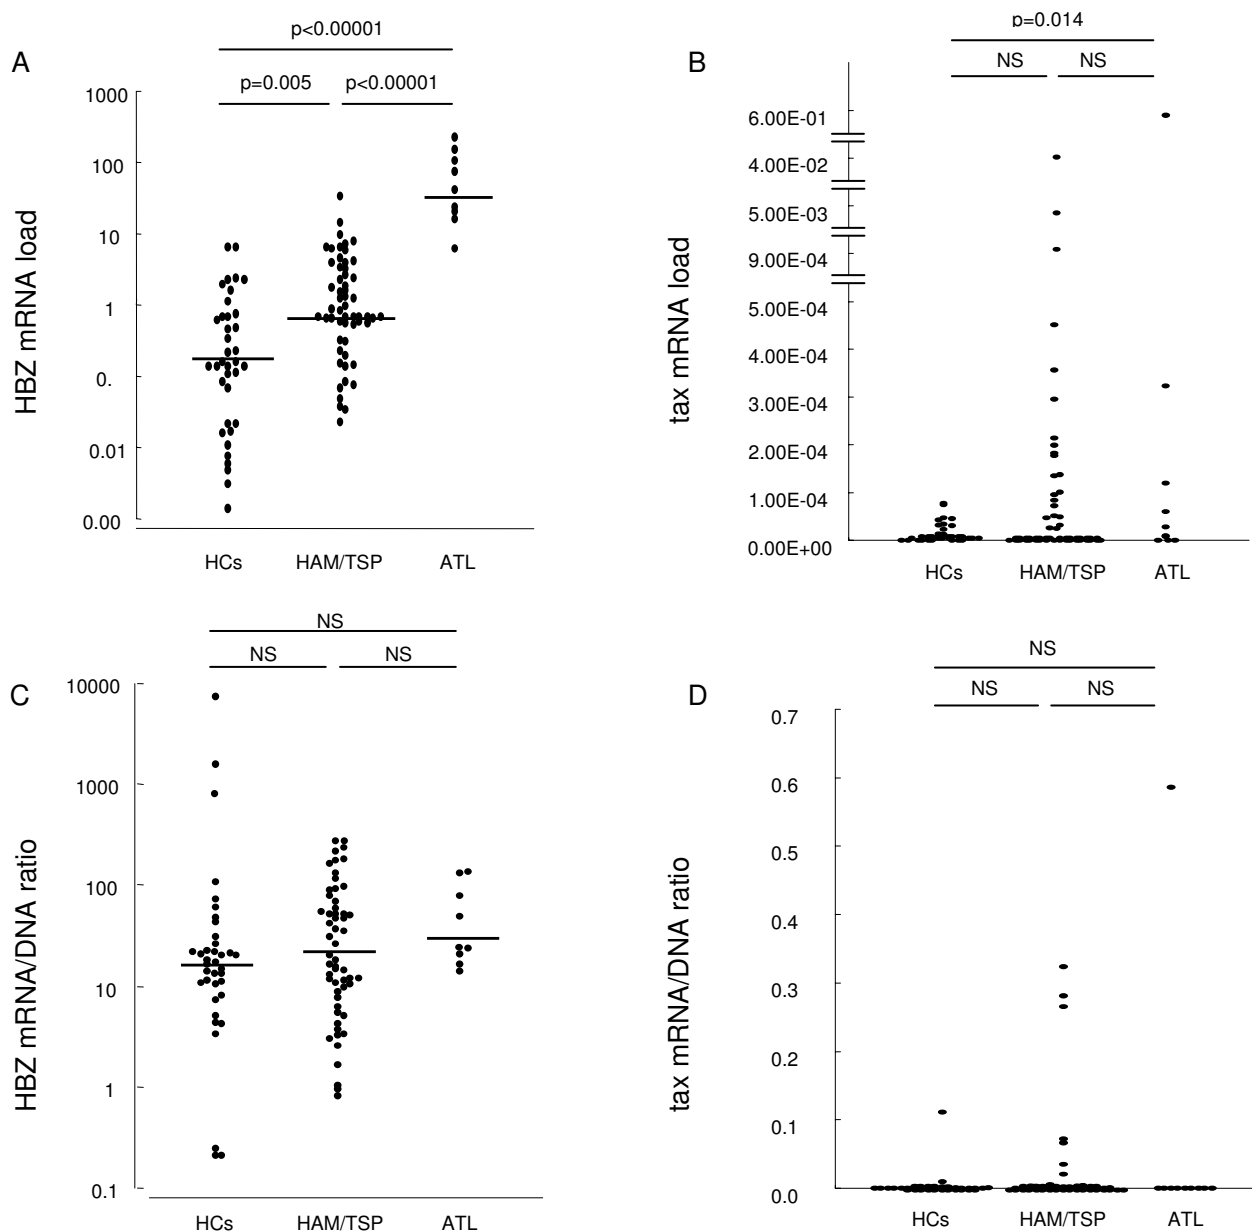 A
p<0.00001
p=0.005
p<0.00001
HBZ mRNA load
1000
100
10
1
0.
0.01
0.00
HCs
HAM/TSP
ATL
B
p=0.014
NS
NS
tax mRNA load
6.00E-01
4.00E-02
5.00E-03
9.00E-04
5.00E-04
4.00E-04
3.00E-04
2.00E-04
1.00E-04
0.00E+00
HCs
HAM/TSP
ATL
C
NS
NS
NS
HBZ mRNA/DNA ratio
10000
1000
100
10
1
0.1
HCs
HAM/TSP
ATL
D
NS
NS
NS
tax mRNA/DNA ratio
0.7
0.6
0.5
0.4
0.3
0.2
0.1
0.0
HCs
HAM/TSP
ATL